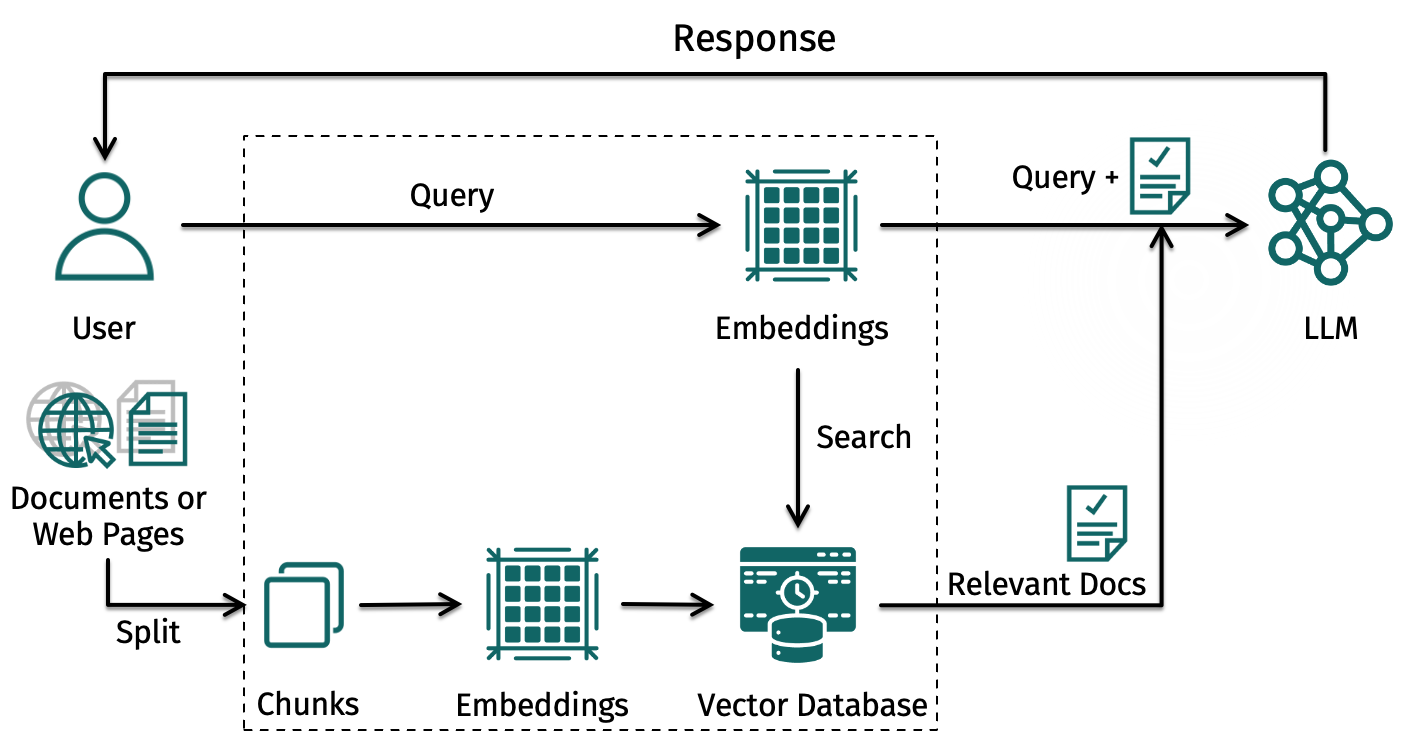 Response
Query
Query +
User
Embeddings
LLM
Search
Documents or
Web Pages
Relevant Docs
Split
Chunks
Embeddings
Vector Database